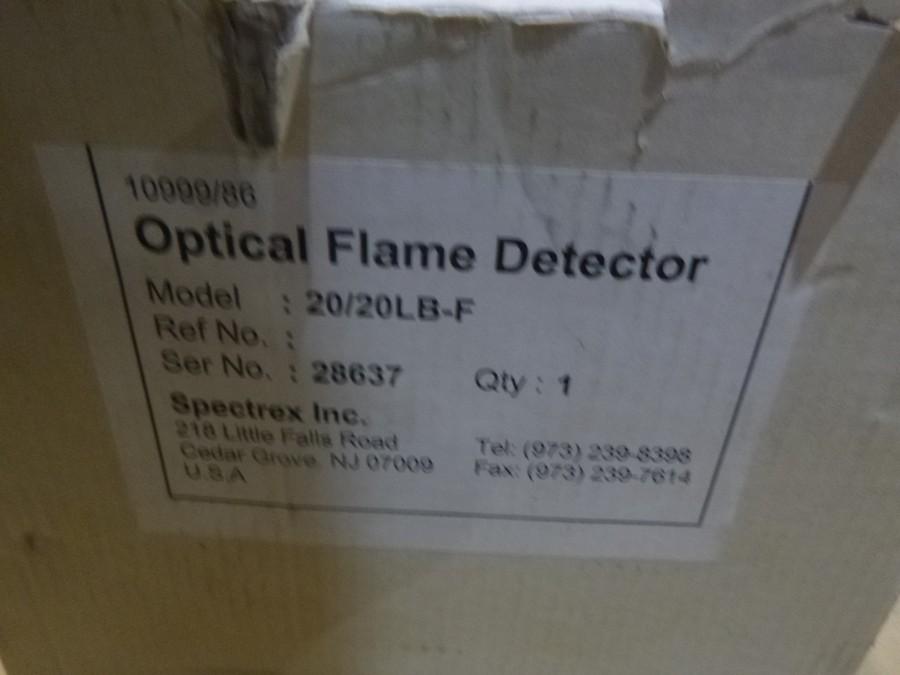 10999/86
Optical Flame Detector
Model : 20/20LB-F
Ref No. :
Ser No. : 28637 Qty : 1
Spectrex Inc.
218 Little Falls Road
Cedar Grove, NJ 07009
U.S.A
Tel: (973) 239-8398
Fax: (973) 239-7614